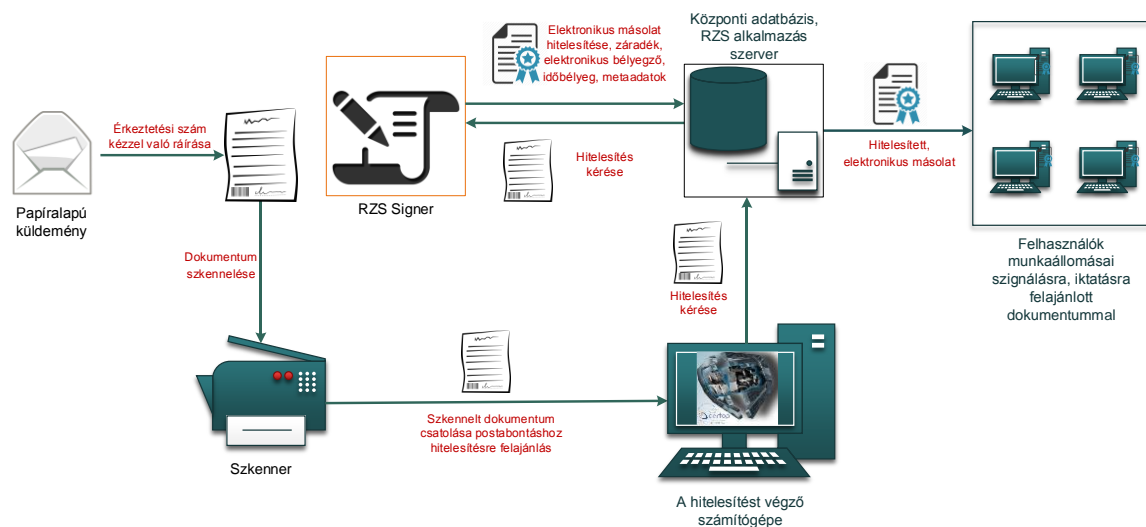 Érkeztetési szám
kézzel való ráírása
Papíralapú
küldemény
RZS Signer
Elektronikus másolat
hitelesítése, záradék,
elektronikus bélyegző,
időbélyeg, metaadatok
Hitelesítés
kérése
Központi adatbázis,
RZS alkalmazás
szerver
Hitelesített,
elektronikus másolat
Felhasználók
munkaállomásai
szignálásra, iktatásra
felajánlott
dokumentummal
Dokumentum
szkennelése
Szkenner
Szkennelt dokumentum
csatolása postabontáshoz
hitelesítésre felajánlás
Hitelesítés
kérése
certop
A hitelesítést végző
számítógépe